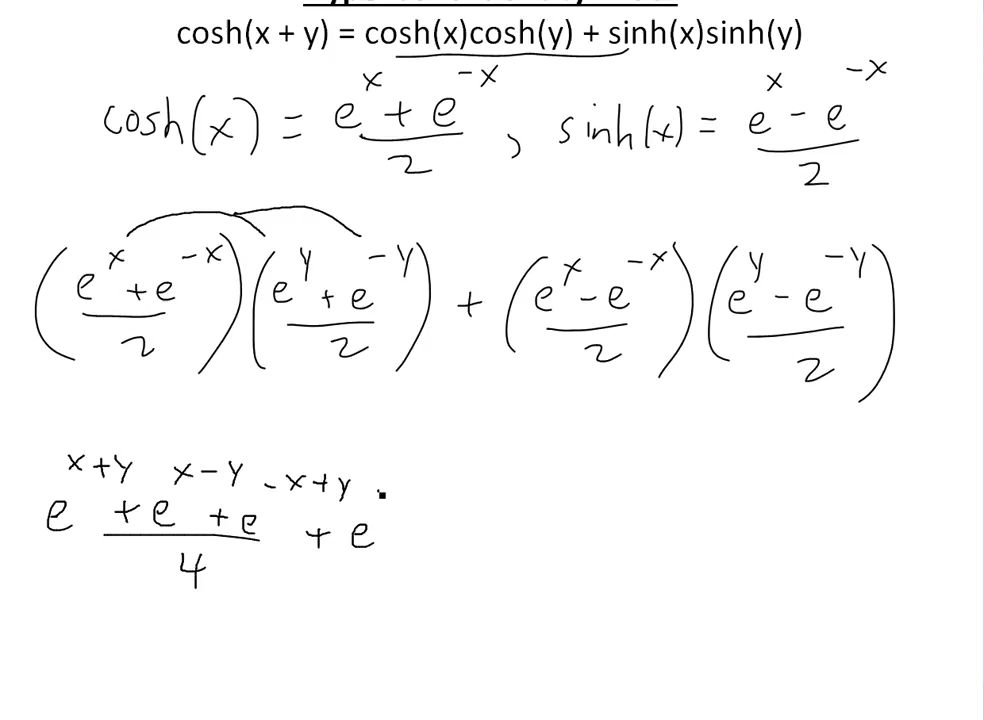 cosh(x + y) = cosh(x)cosh(y) + sinh(x)sinh(y)
cosh(x) = (e^x + e^-x)/2 , sinh(x) = (e^x - e^-x)/2
((e^x + e^-x)/2)((e^y + e^-y)/2) + ((e^x - e^-x)/2)((e^y - e^-y)/2)
(e^x+y + e^x-y + e^-x+y + e)/4